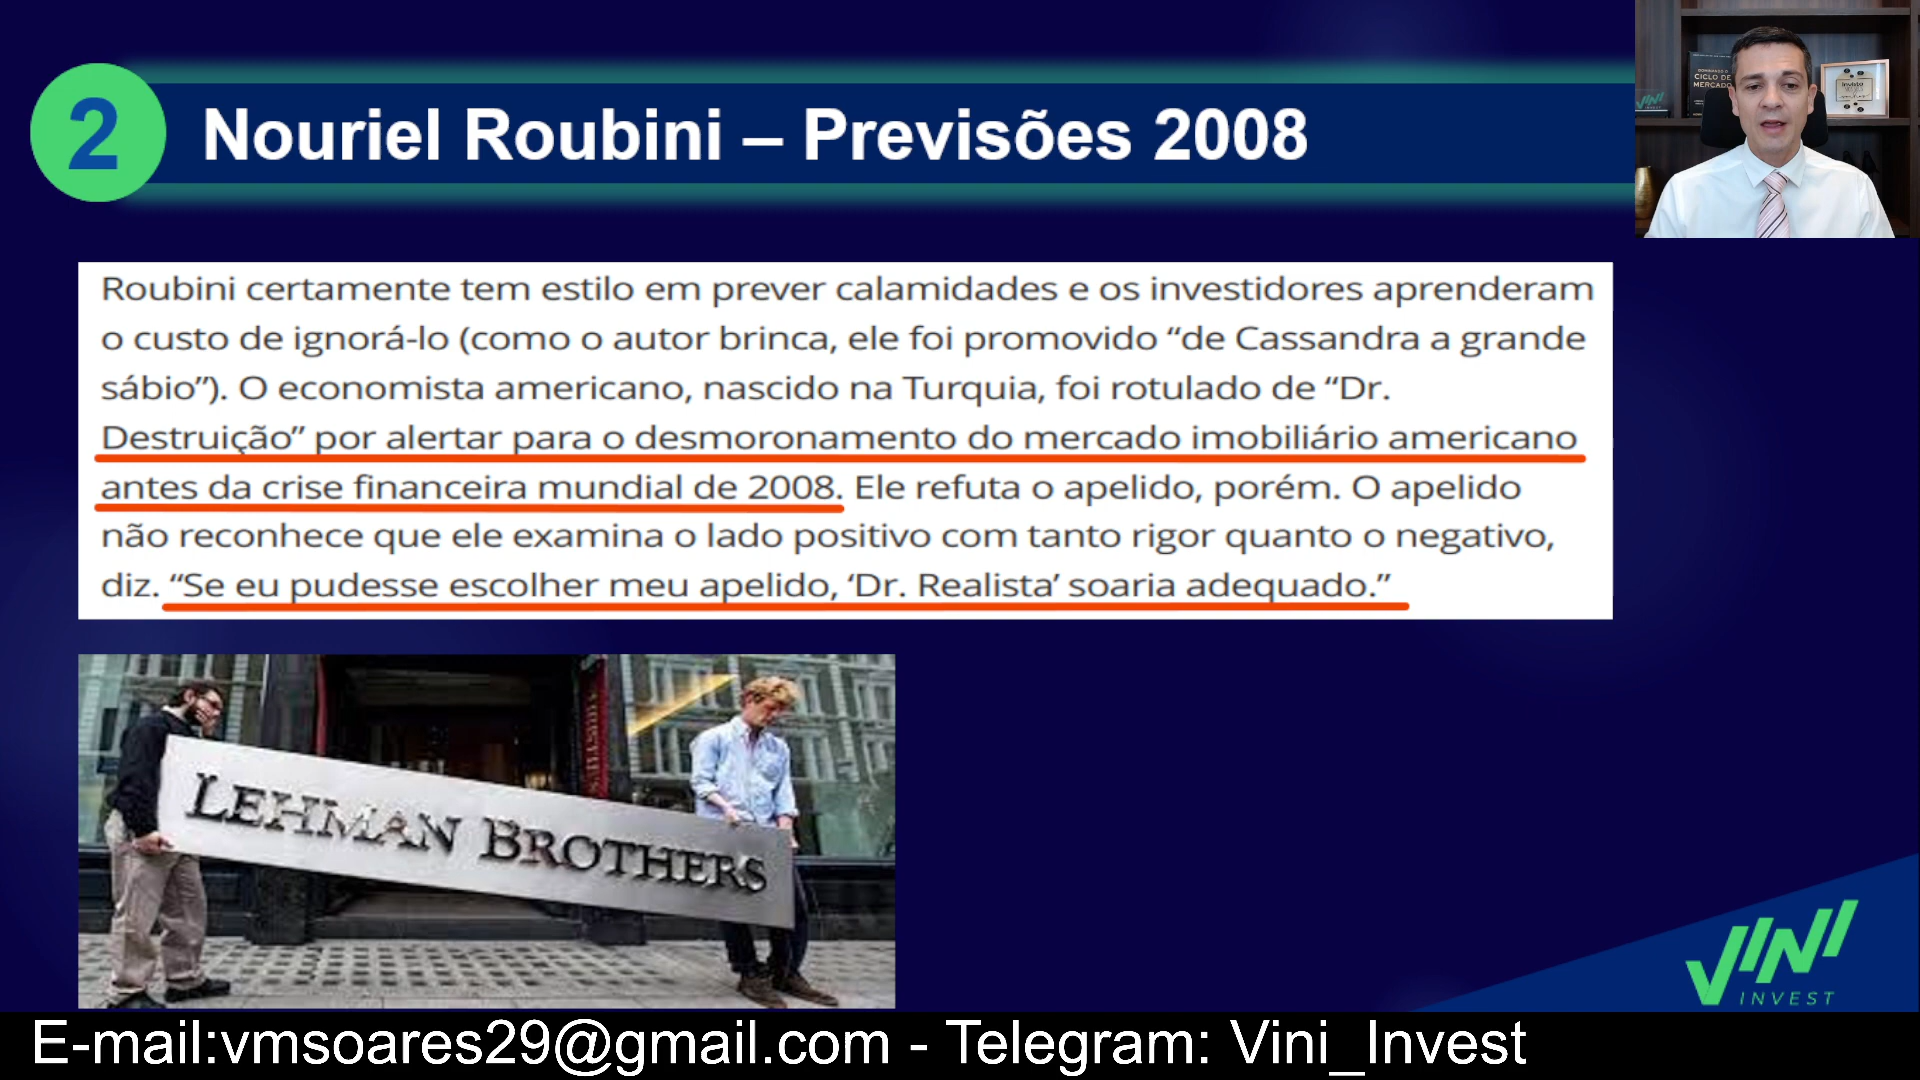 2
Nouriel Roubini – Previsões 2008
CICLO DE
MERCADO
VINI
Roubini certamente tem estilo em prever calamidades e os investidores aprenderam
o custo de ignorá-lo (como o autor brinca, ele foi promovido “de Cassandra a grande
sábio”). O economista americano, nascido na Turquia, foi rotulado de “Dr.
Destruição” por alertar para o desmoronamento do mercado imobiliário americano
antes da crise financeira mundial de 2008. Ele refuta o apelido, porém. O apelido
não reconhece que ele examina o lado positivo com tanto rigor quanto o negativo,
diz. “Se eu pudesse escolher meu apelido, ‘Dr. Realista’ soaria adequado.”
LEHMAN BROTHERS
VINI
INVEST
E-mail:vmsoares29@gmail.com - Telegram: Vini_Invest